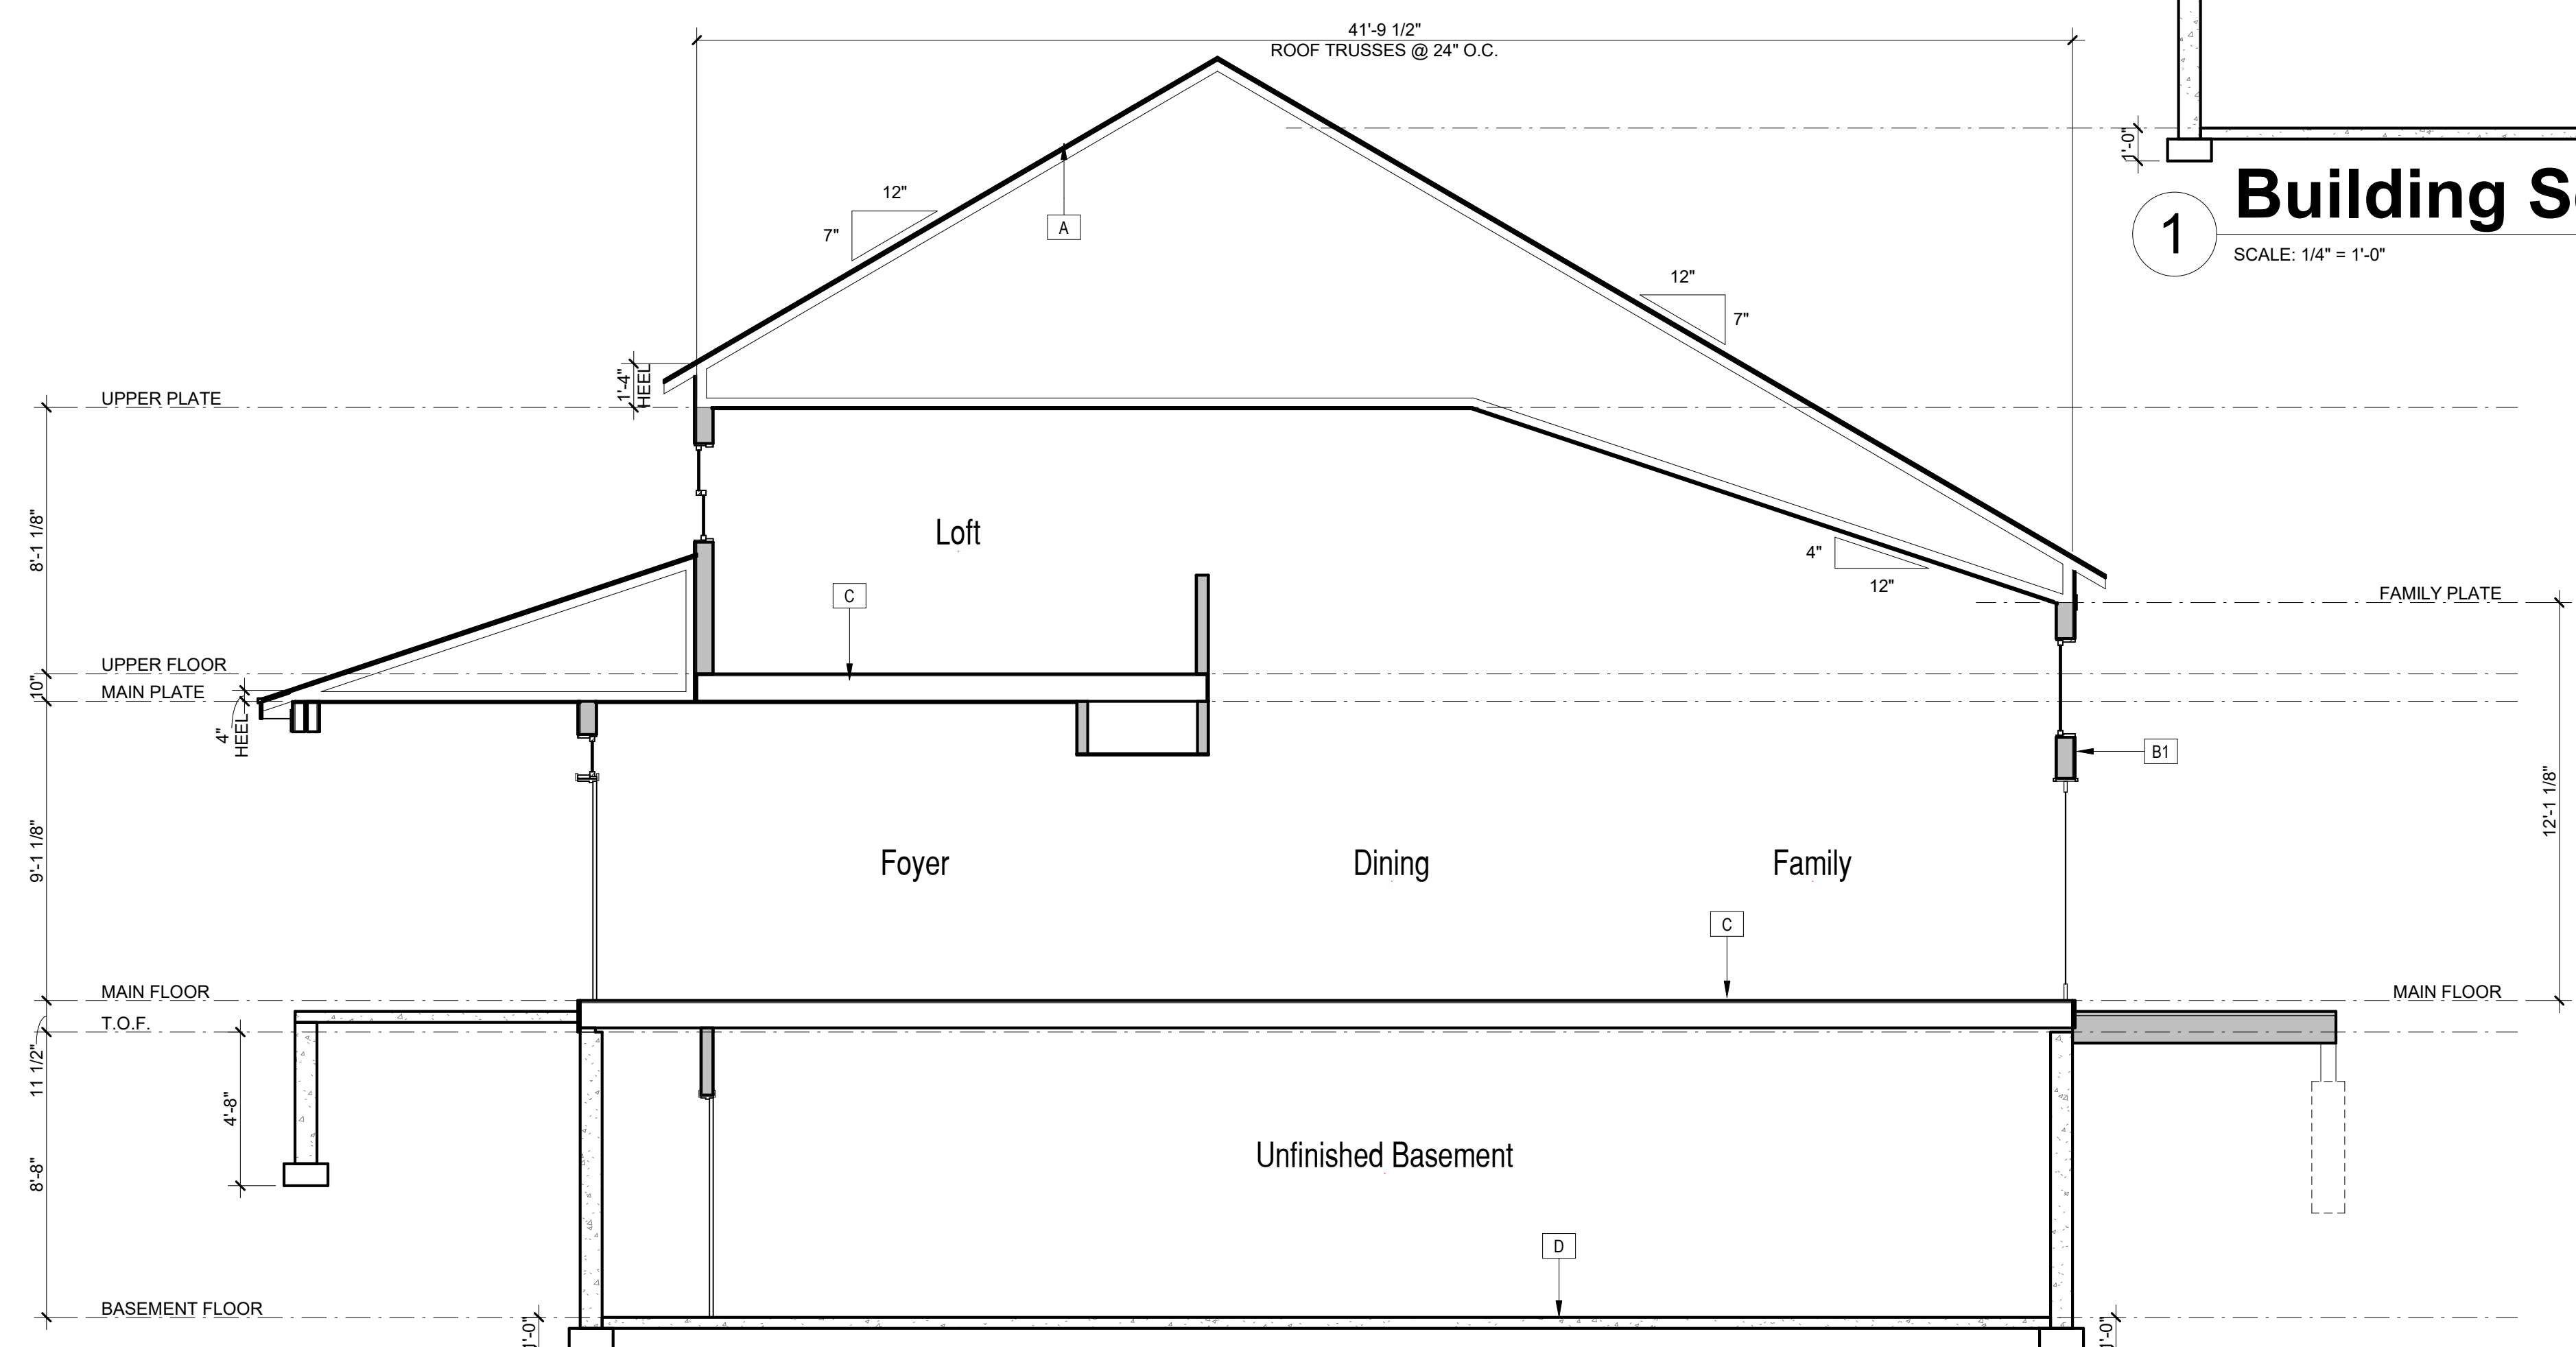 41'-9 1/2"
ROOF TRUSSES @ 24" O.C.
1'-0"
Building S
1
SCALE: 1/4" = 1'-0"
12"
7"
A
12"
7"
1'-4"
HEEL
UPPER PLATE
8'-1 1/8"
Loft
4"
12"
C
FAMILY PLATE
UPPER FLOOR
10"
MAIN PLATE
4"
HEEL
B1
12'-1 1/8"
9'-1 1/8"
Foyer
Dining
Family
C
MAIN FLOOR
MAIN FLOOR
T.O.F.
11 1/2"
4'-8"
8'-8"
Unfinished Basement
D
BASEMENT FLOOR
1'-0"
1'-0"